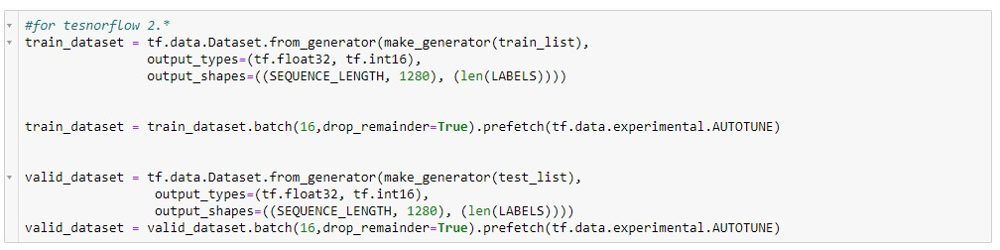 #for tesnorflow 2.*
train_dataset = tf.data.Dataset.from_generator(make_generator(train_list),
output_types=(tf.float32, tf.int16),
output_shapes=((SEQUENCE_LENGTH, 1280), (len(LABELS))))
train_dataset = train_dataset.batch(16,drop_remainder=True).prefetch(tf.data.experimental.AUTOTUNE)
valid_dataset = tf.data.Dataset.from_generator(make_generator(test_list),
output_types=(tf.float32, tf.int16),
output_shapes=((SEQUENCE_LENGTH, 1280), (len(LABELS))))
valid_dataset = valid_dataset.batch(16,drop_remainder=True).prefetch(tf.data.experimental.AUTOTUNE)